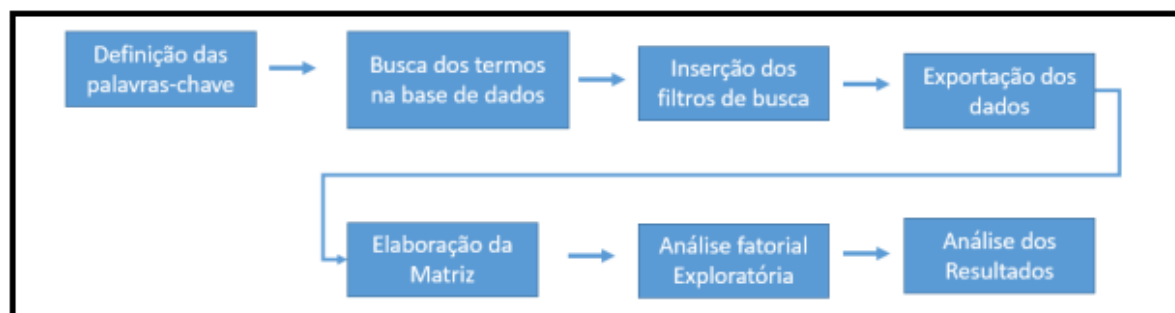 Definição das
palavras-chave
Busca dos termos
na base de dados
Inserção dos
filtros de busca
Exportação dos
dados
Elaboração da
Matriz
Análise fatorial
Exploratória
Análise dos
Resultados